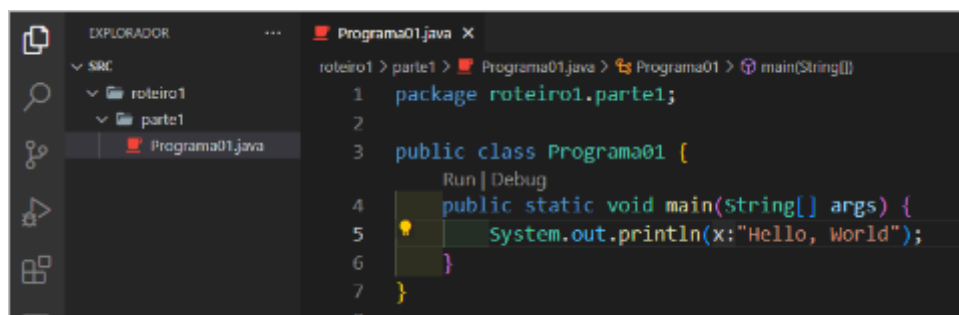 EXPLORADOR ...
SRC
roteiro1
parte1
Programa01.java
Programa01.java ×
roteiro1 > parte1 > Programa01.java > Programa01 > main(String[])
1 package roteiro1.parte1;
2
3 public class Programa01 {
Run | Debug
4 public static void main(String[] args) {
5 System.out.println(x:"Hello, World");
6 }
7 }